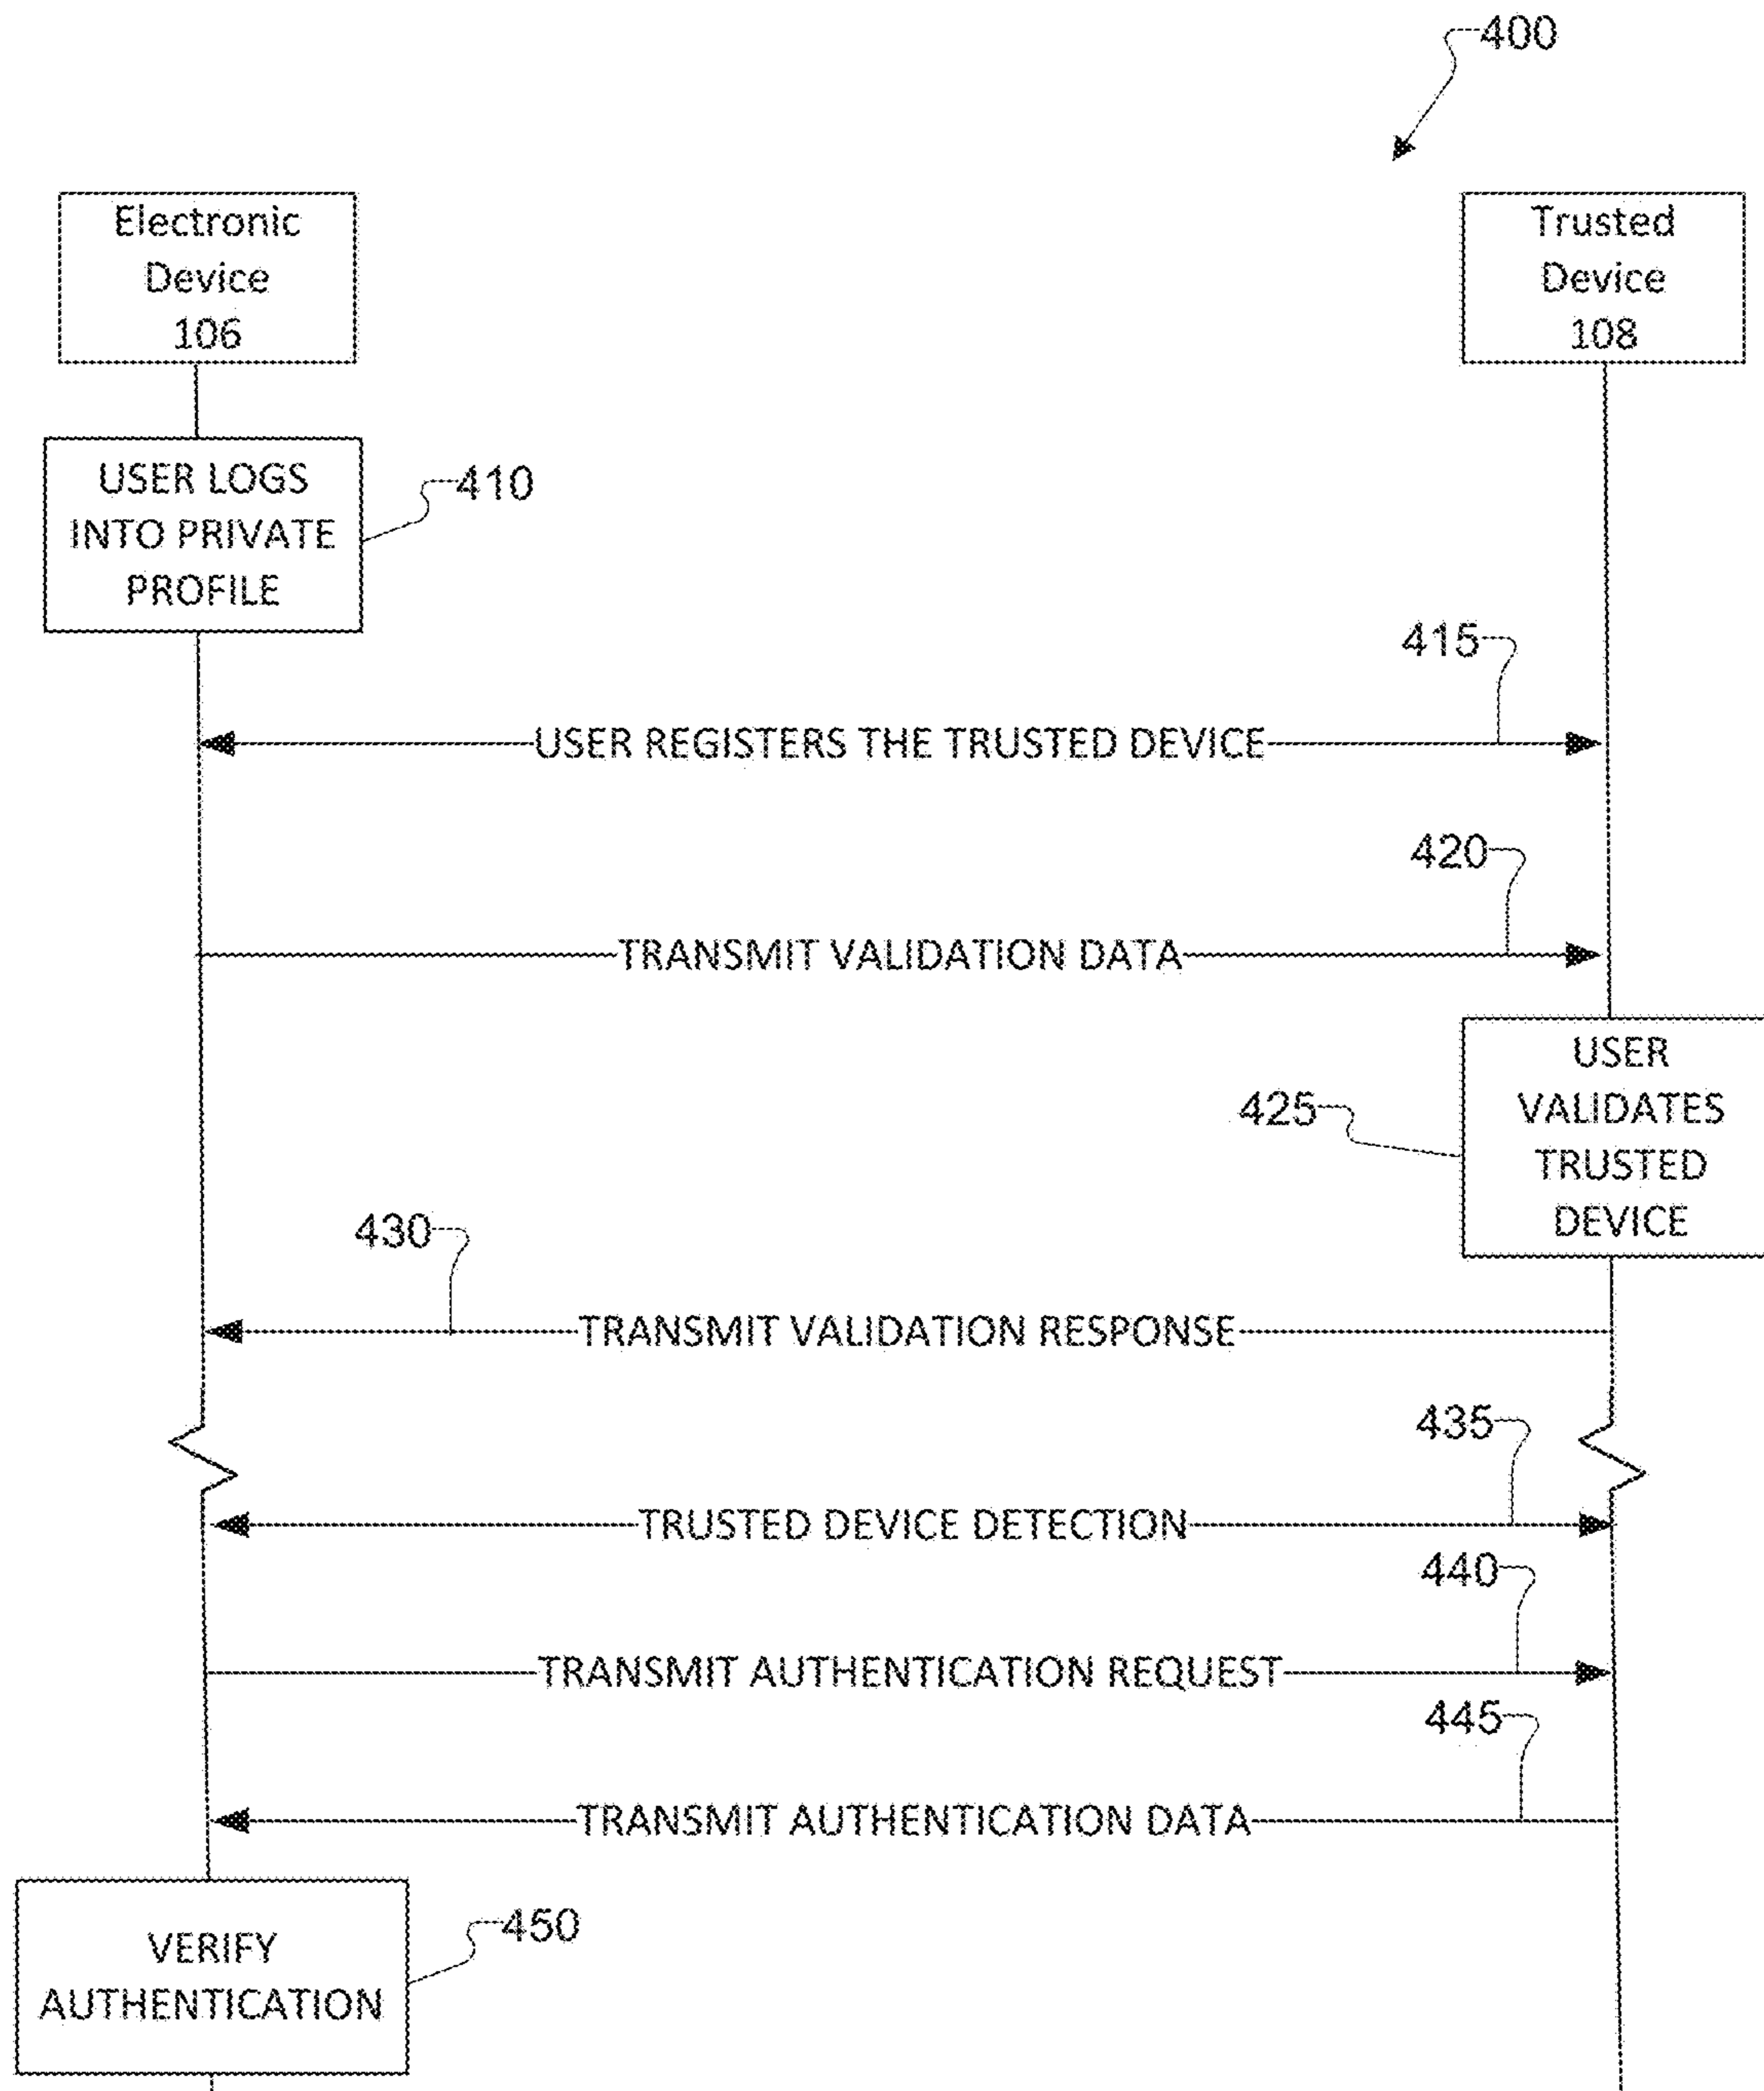 400
Electronic
Device
106
Trusted
Device
108
USER LOGS
INTO PRIVATE
PROFILE
410
415
USER REGISTERS THE TRUSTED DEVICE
420
TRANSMIT VALIDATION DATA
USER
VALIDATES
TRUSTED
DEVICE
425
430
TRANSMIT VALIDATION RESPONSE
435
TRUSTED DEVICE DETECTION
440
TRANSMIT AUTHENTICATION REQUEST
445
TRANSMIT AUTHENTICATION DATA
VERIFY
AUTHENTICATION
450